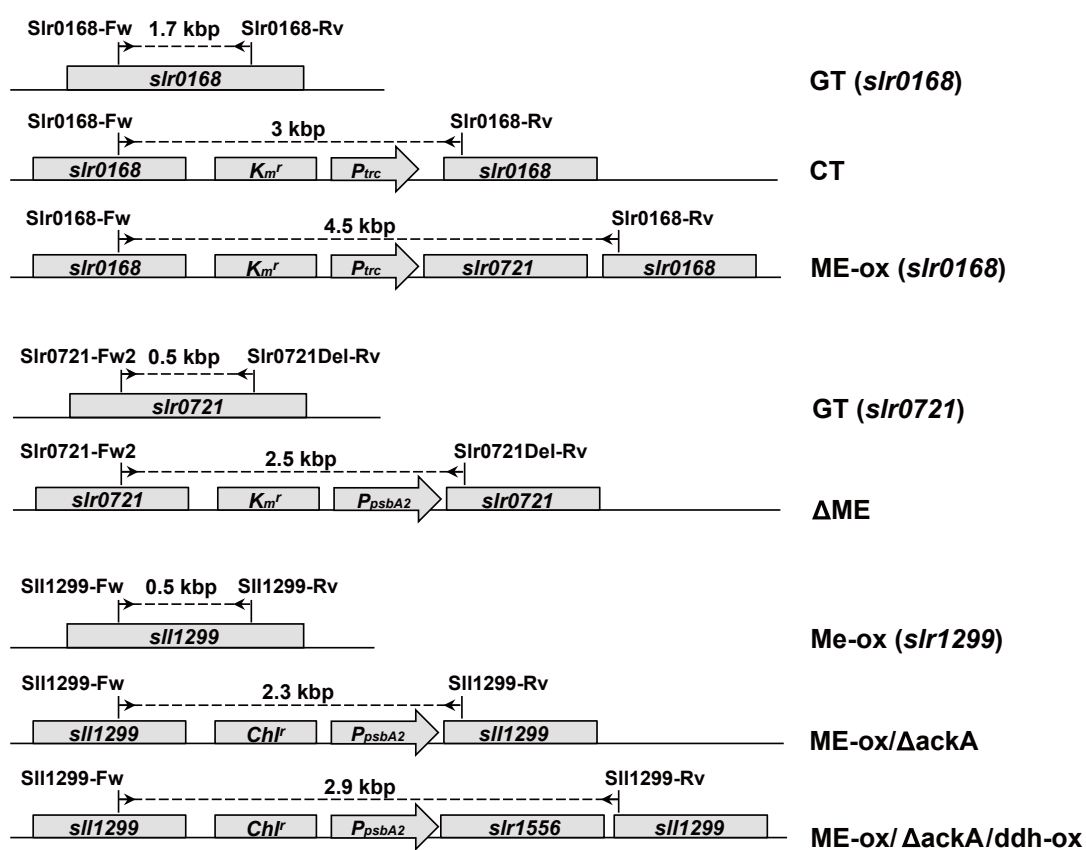 Slr0168-Fw 1.7 kbp Slr0168-Rv
slr0168
GT (slr0168)
Slr0168-Fw 3 kbp Slr0168-Rv
slr0168 Kmr Ptrc slr0168
CT
Slr0168-Fw 4.5 kbp Slr0168-Rv
slr0168 Kmr Ptrc slr0721 slr0168
ME-ox (slr0168)
Slr0721-Fw2 0.5 kbp Slr0721Del-Rv
slr0721
GT (slr0721)
Slr0721-Fw2 2.5 kbp Slr0721Del-Rv
slr0721 Kmr PpsbA2 slr0721
ΔME
Sll1299-Fw 0.5 kbp Sll1299-Rv
sll1299
Me-ox (slr1299)
Sll1299-Fw 2.3 kbp Sll1299-Rv
sll1299 Chlr PpsbA2 sll1299
ME-ox/ΔackA
Sll1299-Fw 2.9 kbp Sll1299-Rv
sll1299 Chlr PpsbA2 slr1556 sll1299
ME-ox/ ΔackA/ddh-ox